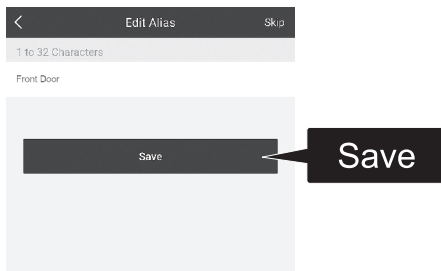 Edit Alias Skip
1 to 32 Characters
Front Door
Save
Save